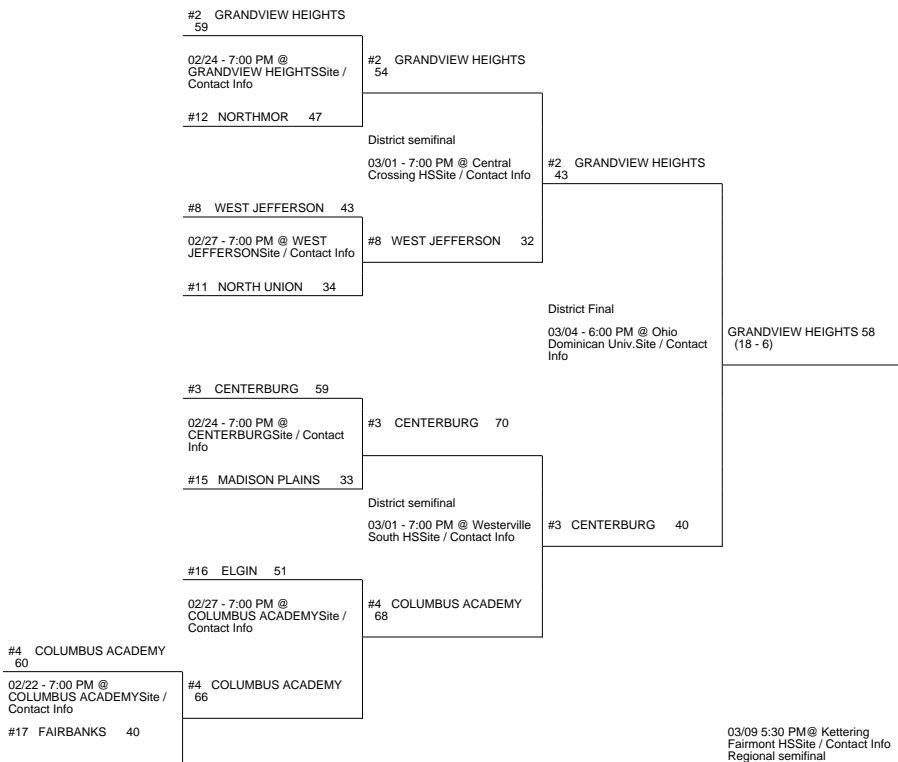 #2 GRANDVIEW HEIGHTS
59
02/24 - 7:00 PM @
GRANDVIEW HEIGHTSSite /
Contact Info
#12 NORTHMOR 47
#2 GRANDVIEW HEIGHTS
54
District semifinal
03/01 - 7:00 PM @ Central
Crossing HSSite / Contact Info
#2 GRANDVIEW HEIGHTS
43
#8 WEST JEFFERSON 43
02/27 - 7:00 PM @ WEST
JEFFERSONSite / Contact Info
#11 NORTH UNION 34
#8 WEST JEFFERSON 32
District Final
03/04 - 6:00 PM @ Ohio
Dominican Univ.Site / Contact
Info
GRANDVIEW HEIGHTS 58
(18 - 6)
#3 CENTERBURG 59
02/24 - 7:00 PM @
CENTERBURGSite / Contact
Info
#15 MADISON PLAINS 33
#3 CENTERBURG 70
District semifinal
03/01 - 7:00 PM @ Westerville
South HSSite / Contact Info
#3 CENTERBURG 40
#16 ELGIN 51
02/27 - 7:00 PM @
COLUMBUS ACADEMYSite /
Contact Info
#4 COLUMBUS ACADEMY
68
#4 COLUMBUS ACADEMY
60
02/22 - 7:00 PM @
COLUMBUS ACADEMYSite /
Contact Info
#17 FAIRBANKS 40
#4 COLUMBUS ACADEMY
66
03/09 5:30 PM@ Kettering
Fairmont HSSite / Contact Info
Regional semifinal